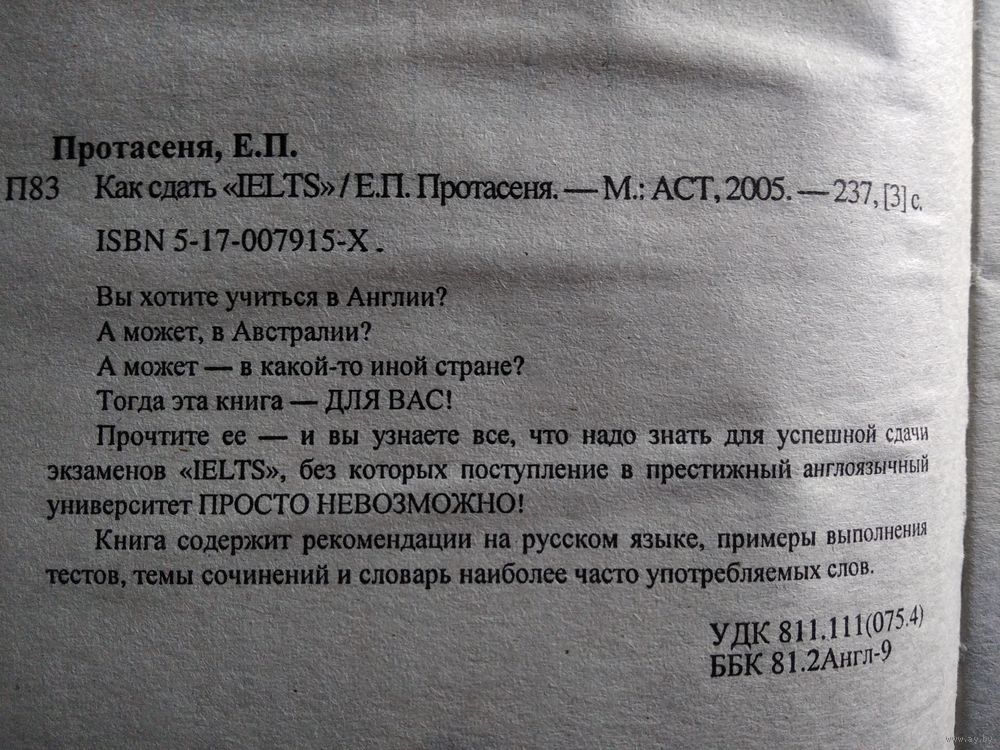 Протасеня, Е.П.
П83 Как сдать «IELTS» / Е.П. Протасеня. — М.: АСТ, 2005. — 237, [3] с.
ISBN 5-17-007915-X.
Вы хотите учиться в Англии?
А может, в Австралии?
А может — в какой-то иной стране?
Тогда эта книга — ДЛЯ ВАС!
Прочтите ее — и вы узнаете все, что надо знать для успешной сдачи
экзаменов «IELTS», без которых поступление в престижный англоязычный
университет ПРОСТО НЕВОЗМОЖНО!
Книга содержит рекомендации на русском языке, примеры выполнения
тестов, темы сочинений и словарь наиболее часто употребляемых слов.
УДК 811.111(075.4)
ББК 81.2Англ-9
www.ay.by